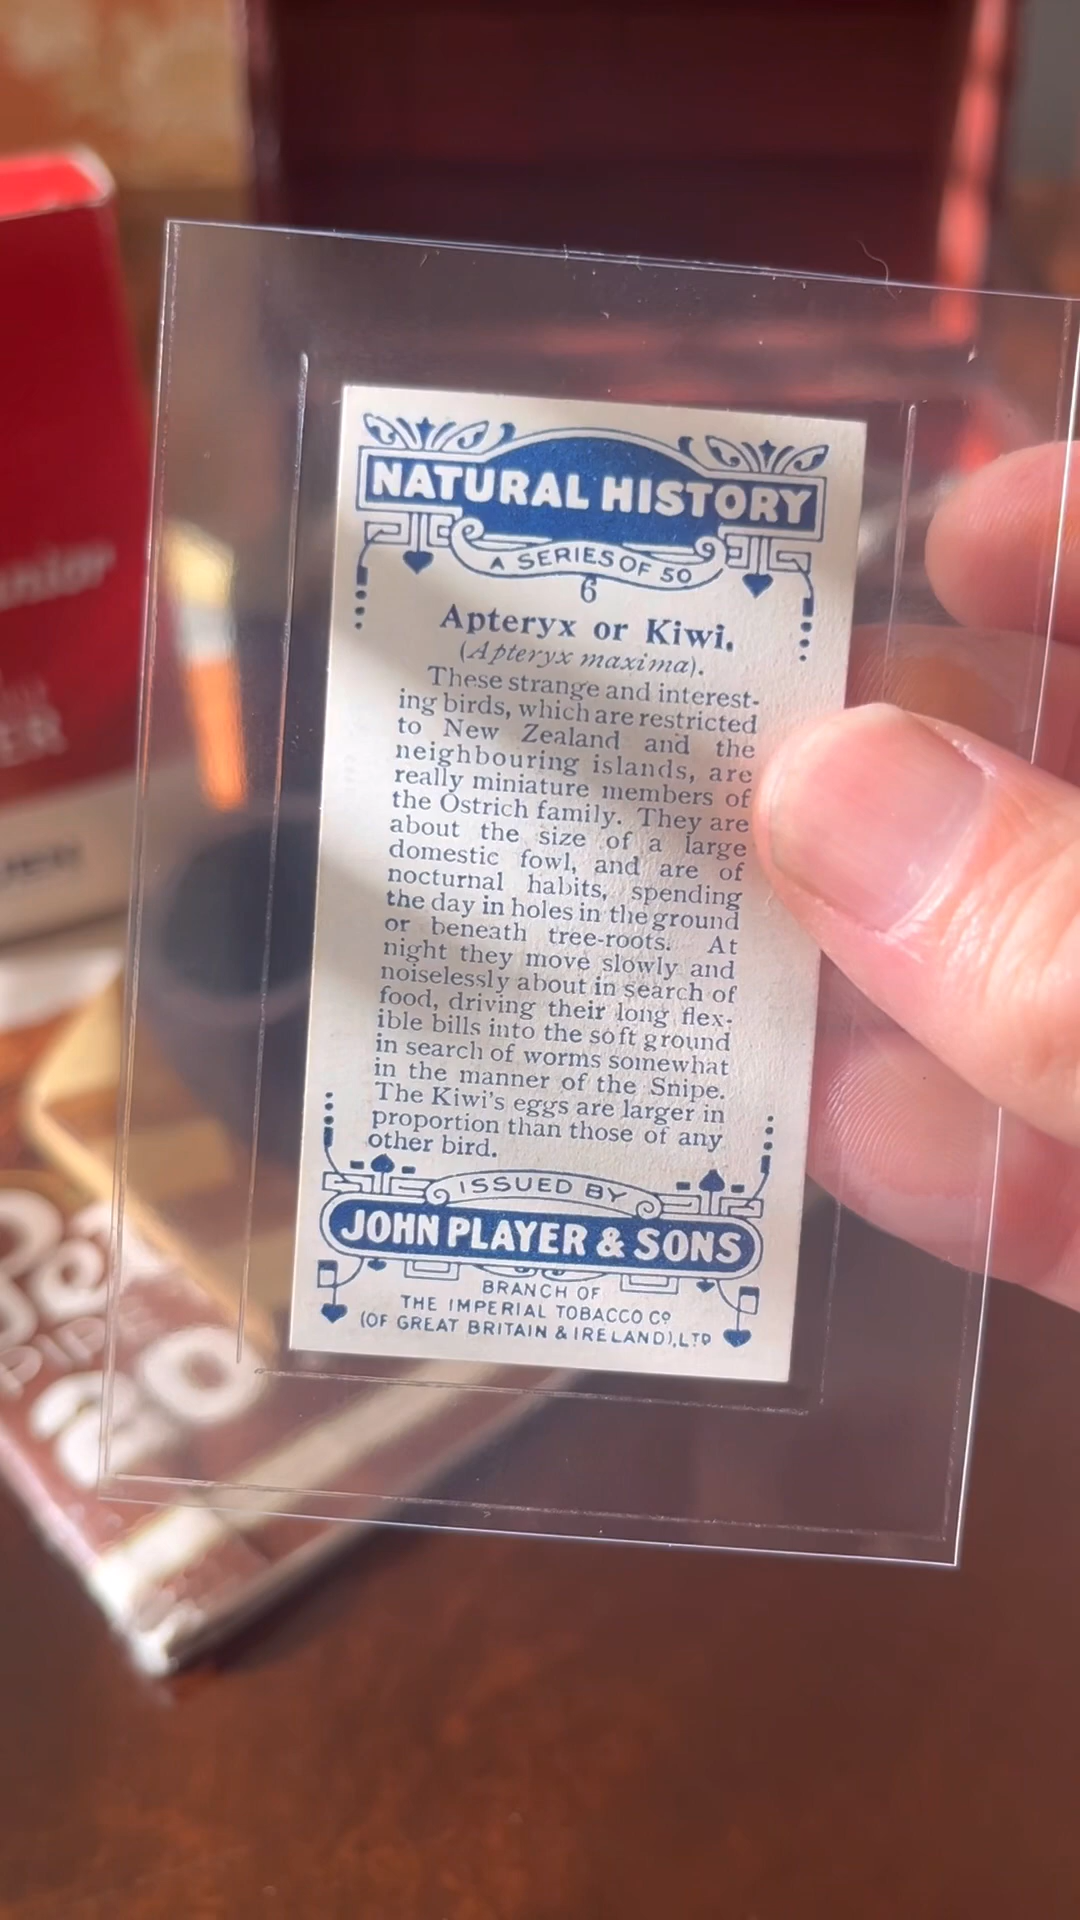 NATURAL HISTORY
A SERIES OF 50
6
Apteryx or Kiwi.
(Apteryx maxima).
These strange and interest-
ing birds, which are restricted
to New Zealand and the
neighbouring islands, are
really miniature members of
the Ostrich family. They are
about the size of a large
domestic fowl, and are of
nocturnal habits, spending
the day in holes in the ground
or beneath tree-roots. At
night they move slowly and
noiselessly about in search of
food, driving their long flex-
ible bills into the soft ground
in search of worms somewhat
in the manner of the Snipe.
The Kiwi's eggs are larger in
proportion than those of any
other bird.
ISSUED BY
JOHN PLAYER & SONS
BRANCH OF
THE IMPERIAL TOBACCO Co
(OF GREAT BRITAIN & IRELAND), LTD
20